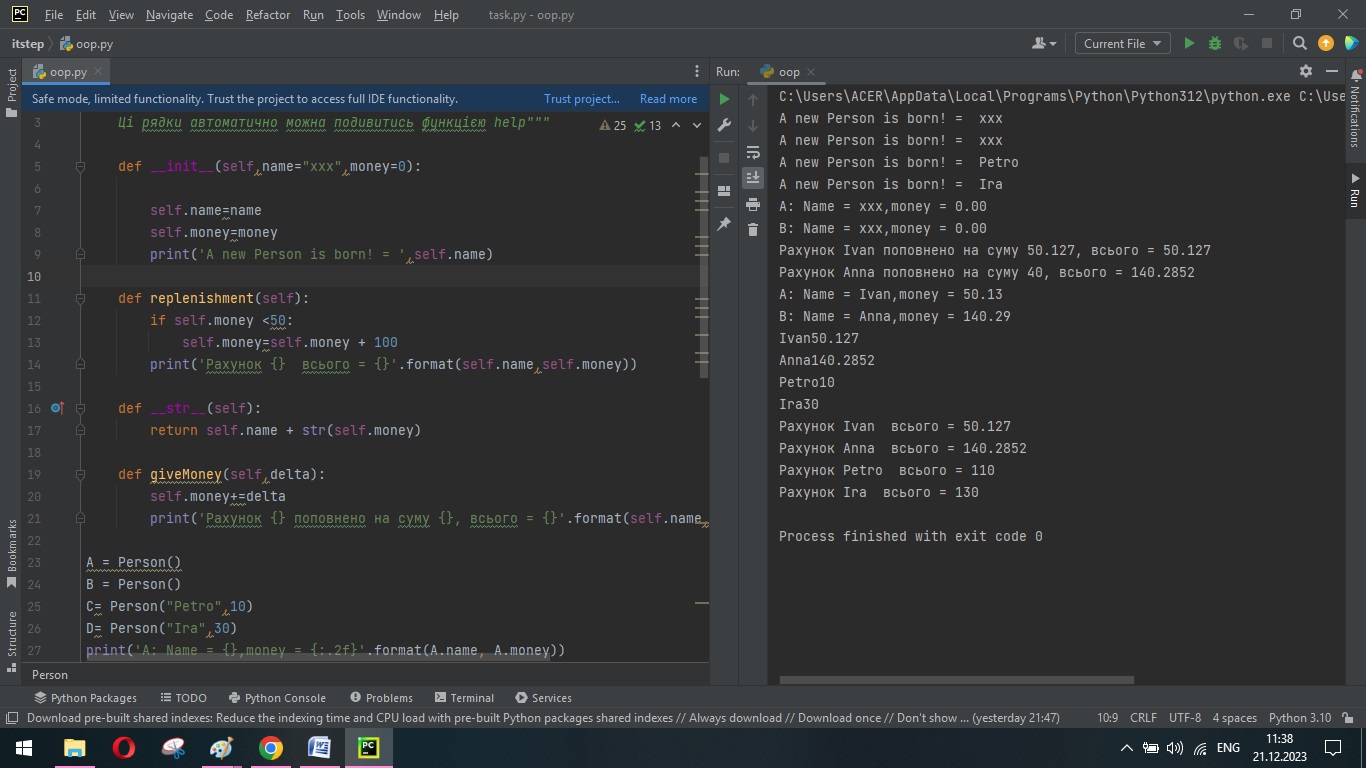 PC File Edit View Navigate Code Refactor Run Tools Window Help task.py - oop.py
itstep oop.py Current File
Project
oop.py
Safe mode, limited functionality. Trust the project to access full IDE functionality. Trust project... Read more
25 13
3 Ці рядки автоматично можна подивитись функцією help"""
4
5 def __init__(self,name="xxx",money=0):
6
7 self.name=name
8 self.money=money
9 print('A new Person is born! = ',self.name)
10
11 def replenishment(self):
12 if self.money <50:
13 self.money=self.money + 100
14 print('Рахунок {}  всього = {}'.format(self.name,self.money))
15
16 def __str__(self):
17 return self.name + str(self.money)
18
19 def giveMoney(self,delta):
20 self.money+=delta
21 print('Рахунок {} поповнено на суму {}, всього = {}'.format(self.name,
22
23 A = Person()
24 B = Person()
25 C= Person("Petro",10)
26 D= Person("Ira",30)
27 print('A: Name = {},money = {:.2f}'.format(A.name, A.money))
Person
Bookmarks
Structure
Run: oop
C:\Users\ACER\AppData\Local\Programs\Python\Python312\python.exe C:\Use
A new Person is born! =  xxx
A new Person is born! =  xxx
A new Person is born! =  Petro
A new Person is born! =  Ira
A: Name = xxx,money = 0.00
B: Name = xxx,money = 0.00
Рахунок Ivan поповнено на суму 50.127, всього = 50.127
Рахунок Anna поповнено на суму 40, всього = 140.2852
A: Name = Ivan,money = 50.13
B: Name = Anna,money = 140.29
Ivan50.127
Anna140.2852
Petro10
Ira30
Рахунок Ivan  всього = 50.127
Рахунок Anna  всього = 140.2852
Рахунок Petro  всього = 110
Рахунок Ira  всього = 130
Process finished with exit code 0
Notifications
Run
Python Packages TODO Python Console Problems Terminal Services
Download pre-built shared indexes: Reduce the indexing time and CPU load with pre-built Python packages shared indexes // Always download // Download once // Don't show ... (yesterday 21:47) 10:9 CRLF UTF-8 4 spaces Python 3.10
W PC ENG 11:38
21.12.2023